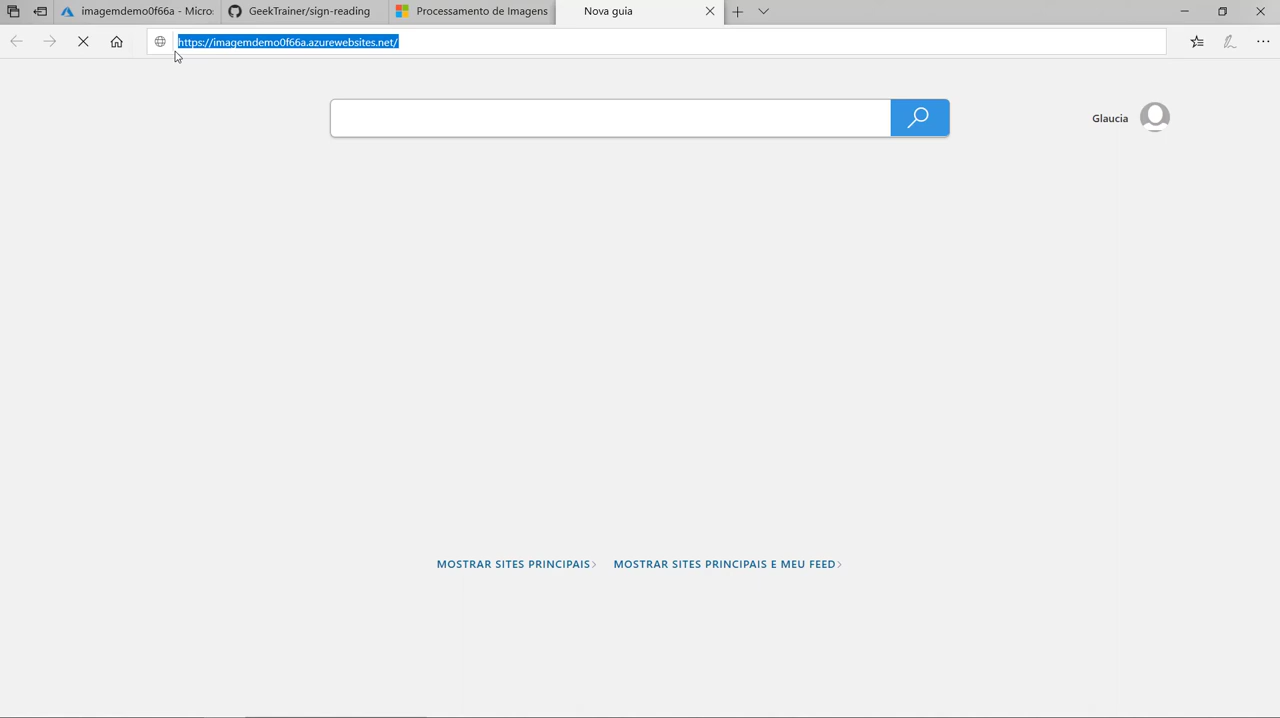 imagemdemo0f66a - Micros
GeekTrainer/sign-reading
Processamento de Imagens
Nova guia
https://imagemdemo0f66a.azurewebsites.net/
Glaucia
MOSTRAR SITES PRINCIPAIS
MOSTRAR SITES PRINCIPAIS E MEU FEED